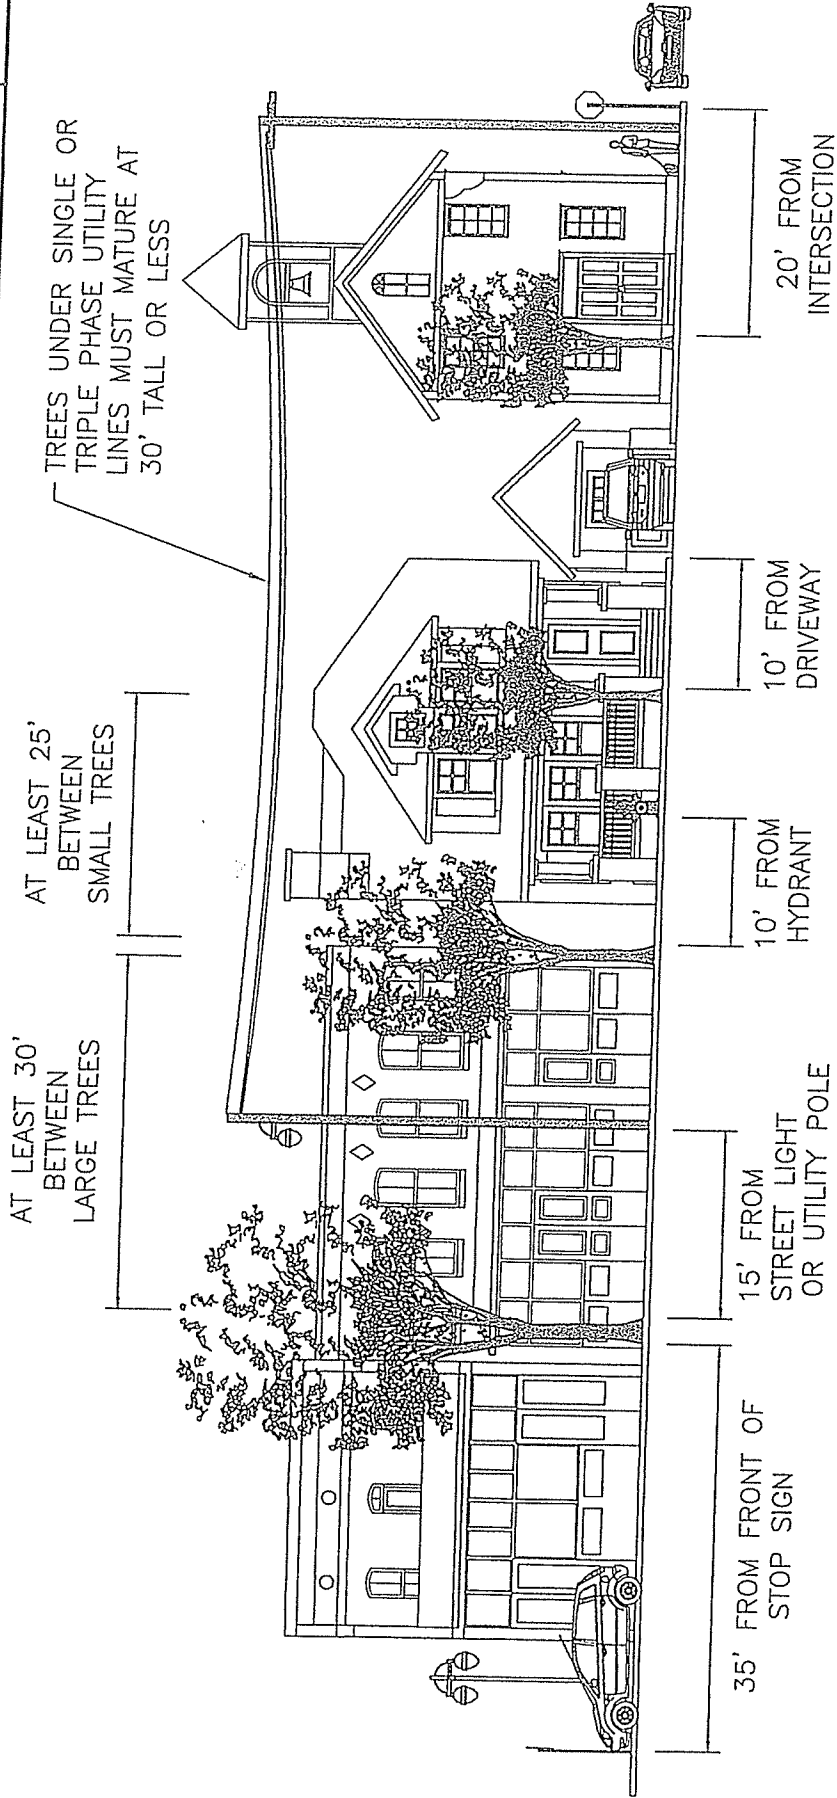 AT LEAST 30'
BETWEEN
LARGE TREES
AT LEAST 25'
BETWEEN
SMALL TREES
TREES UNDER SINGLE OR
TRIPLE PHASE UTILITY
LINES MUST MATURE AT
30' TALL OR LESS
35' FROM FRONT OF
STOP SIGN
15' FROM
STREET LIGHT
OR UTILITY POLE
10' FROM
HYDRANT
10' FROM
DRIVEWAY
20' FROM
INTERSECTION